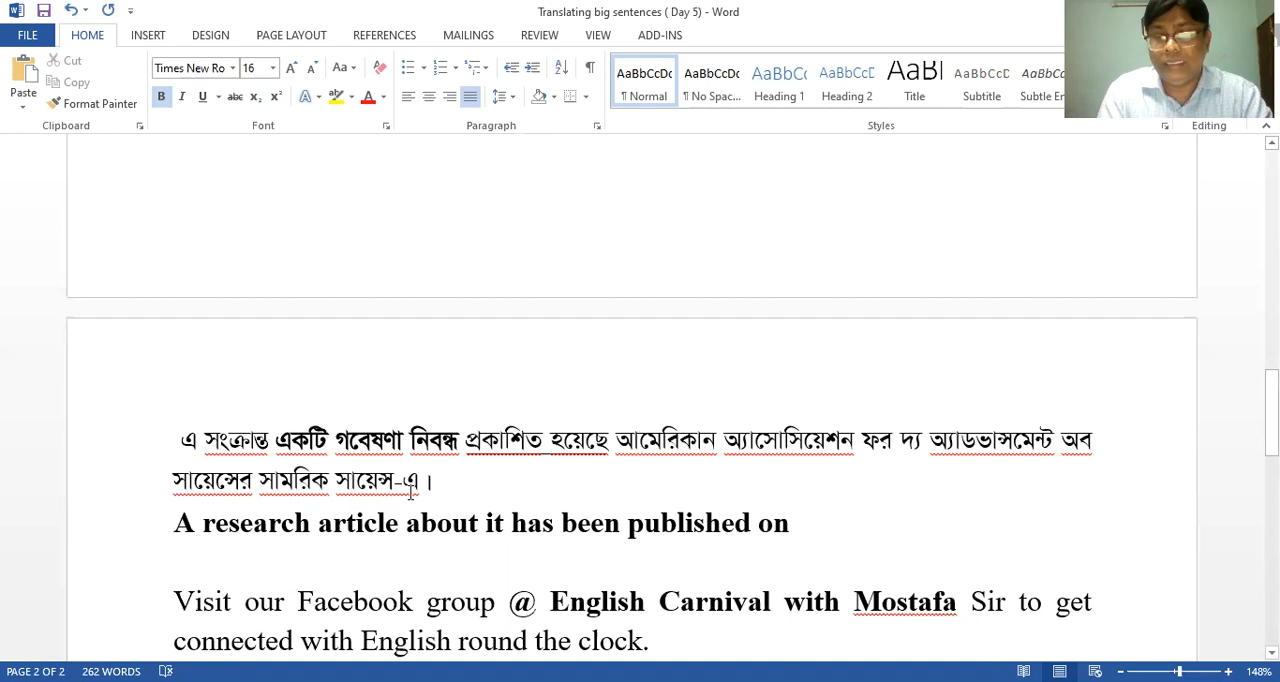 Translating big sentences ( Day 5) - Word
FILE HOME INSERT DESIGN PAGE LAYOUT REFERENCES MAILINGS REVIEW VIEW ADD-INS
Cut
Copy
Format Painter
Paste
Times New Ro 16
AaBbCcDc AaBbCcDc AaBbCc AaBbCcC AaBl AaBbCcD AaBbCcD
¶ Normal ¶ No Spac... Heading 1 Heading 2 Title Subtitle Subtle Em
Clipboard Font Paragraph Styles Editing
এ সংক্রান্ত একটি গবেষণা নিবন্ধ প্রকাশিত হয়েছে আমেরিকান অ্যাসোসিয়েশন ফর দ্য অ্যাডভান্সমেন্ট অব
সায়েন্সের সামরিক সায়েন্স-এ।
A research article about it has been published on
Visit our Facebook group @ English Carnival with Mostafa Sir to get
connected with English round the clock.
PAGE 2 OF 2 262 WORDS 148%